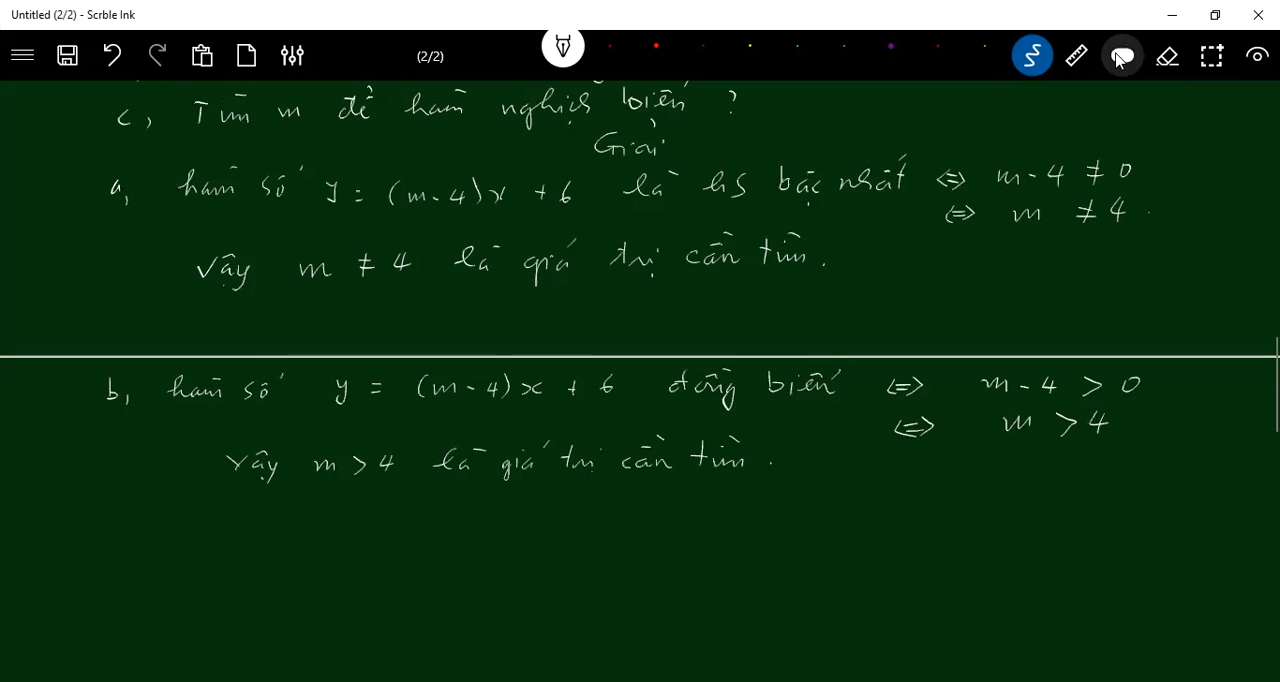 Untitled (2/2) - Scrble Ink
(2/2)
c, Tìm m để hàm nghịch biến ?
Giải
a, hàm số y = (m-4)x + 6 là hs bậc nhất <=> m-4 ≠ 0
<=> m ≠ 4 .
Vậy m ≠ 4 là giá trị cần tìm .
b, hàm số y = (m-4)x + 6 đồng biến <=> m-4 > 0
<=> m > 4
Vậy m > 4 là giá trị cần tìm .